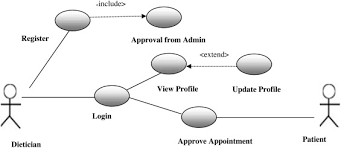 <include>
Register
Approval from Admin
<extend>
View Profile
Update Profile
Login
Dietician
Approve Appointment
Patient